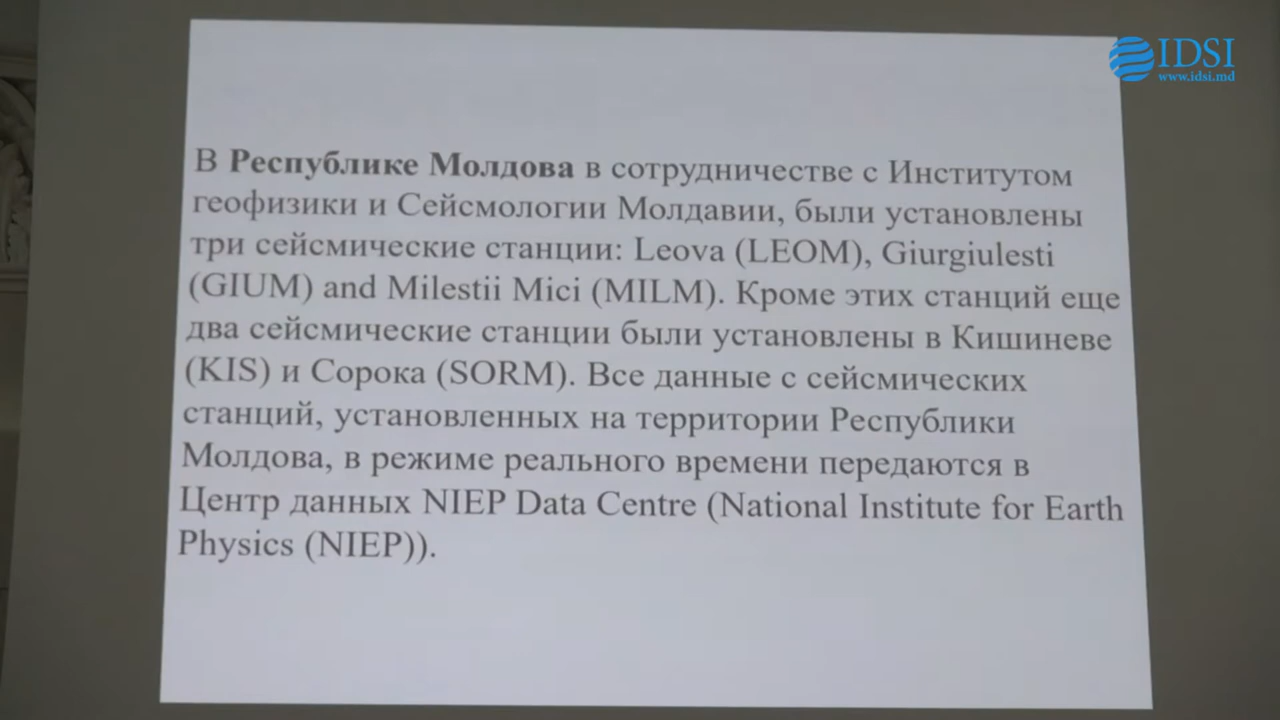 IDSI
www.idsi.md
В Республике Молдова в сотрудничестве с Институтом
геофизики и Сейсмологии Молдавии, были установлены
три сейсмические станции: Leova (LEOM), Giurgiulesti
(GIUM) and Milestii Mici (MILM). Кроме этих станций еще
два сейсмические станции были установлены в Кишиневе
(KIS) и Сорока (SORM). Все данные с сейсмических
станций, установленных на территории Республики
Молдова, в режиме реального времени передаются в
Центр данных NIEP Data Centre (National Institute for Earth
Physics (NIEP)).